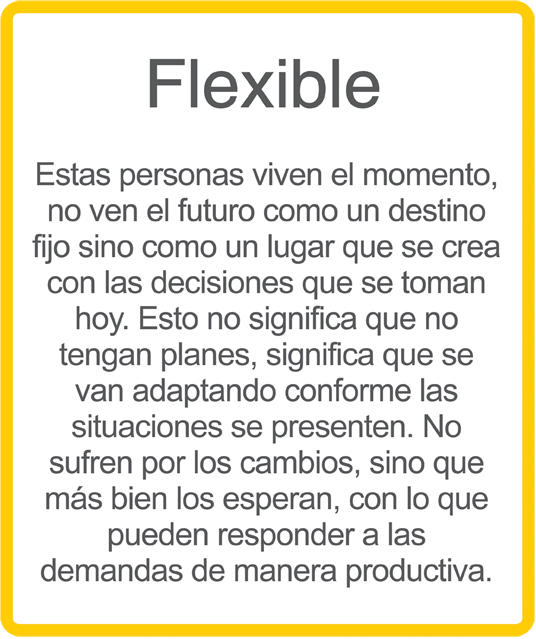 Flexible
Estas personas viven el momento,
no ven el futuro como un destino
fijo sino como un lugar que se crea
con las decisiones que se toman
hoy. Esto no significa que no
tengan planes, significa que se
van adaptando conforme las
situaciones se presenten. No
sufren por los cambios, sino que
más bien los esperan, con lo que
pueden responder a las
demandas de manera productiva.